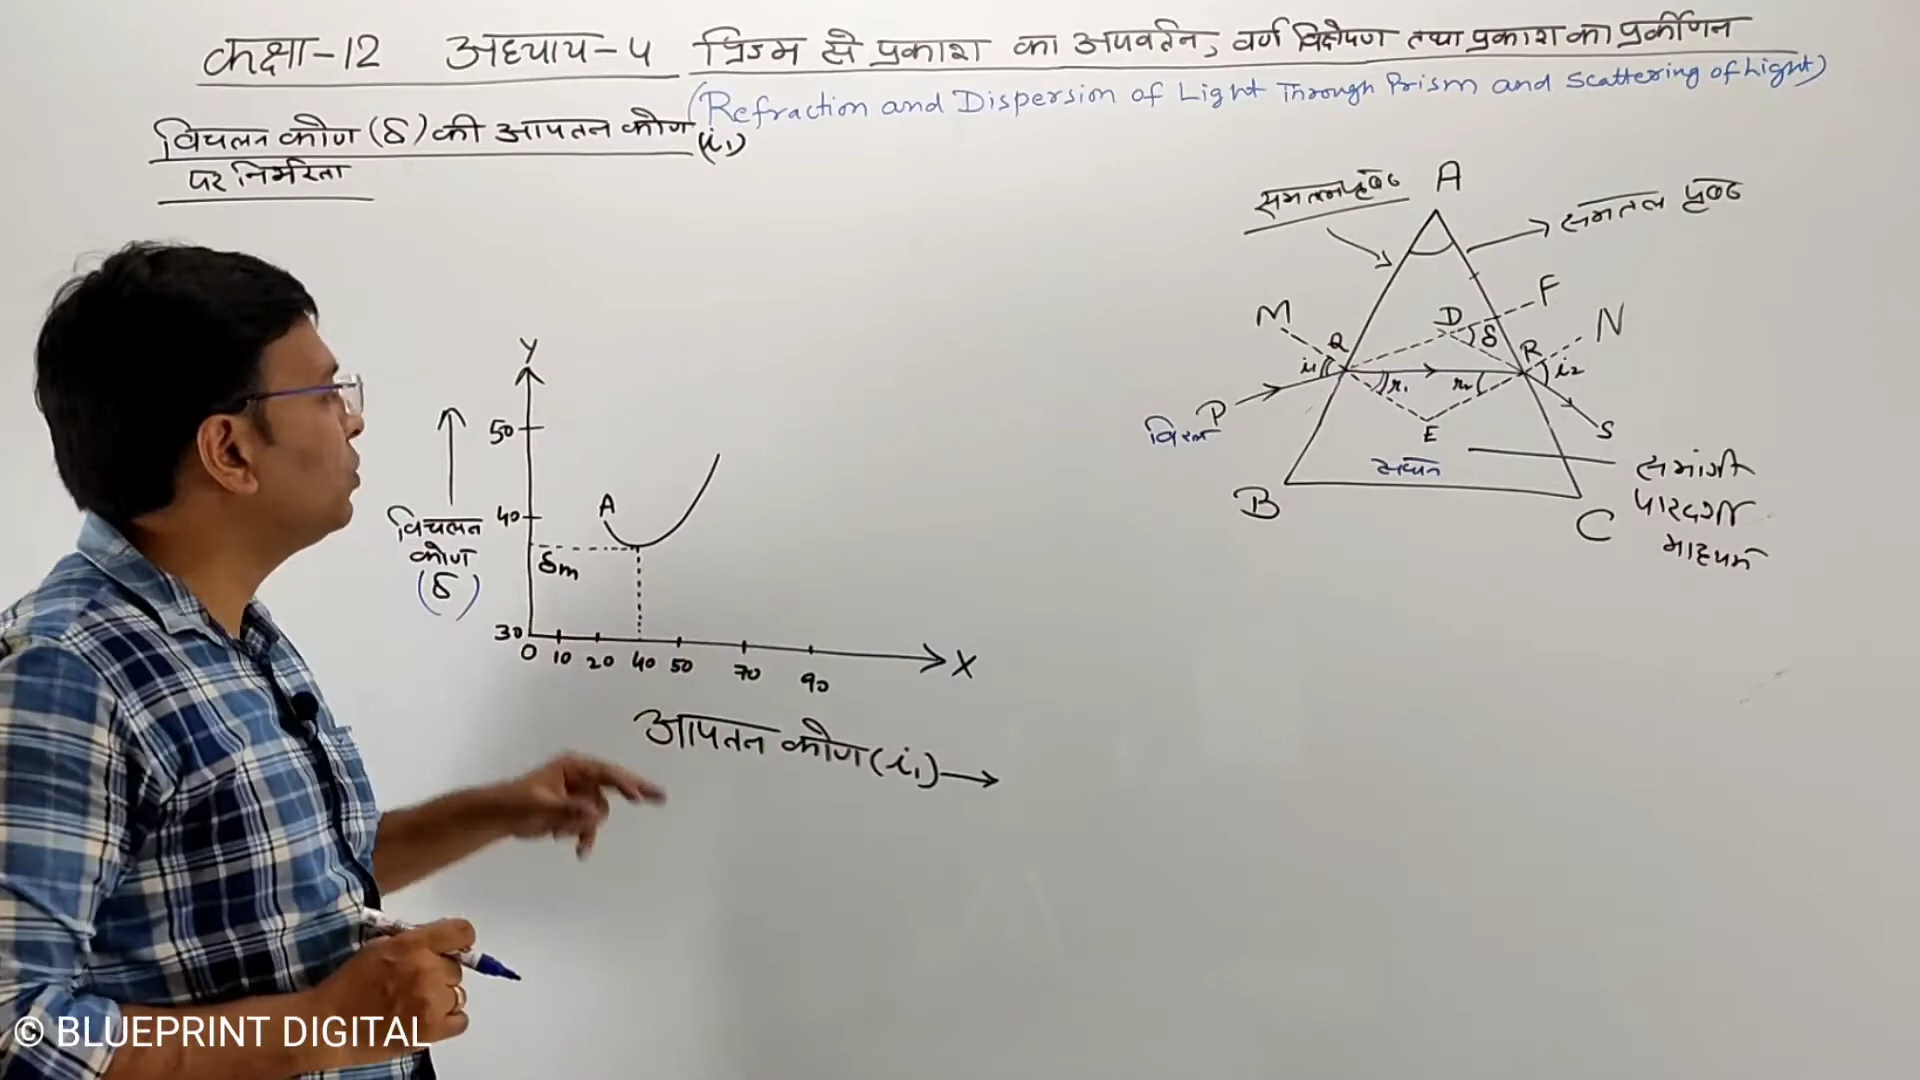 कक्षा-12 अध्याय-५ प्रिज्म से प्रकाश का अपवर्तन, वर्ण विक्षेपण तथा प्रकाश का प्रर्कीणन
(Refraction and Dispersion of Light Through Prism and Scattering of Light)
विचलन कोण (δ) की आपतन कोण (i₁)
पर निर्भरता
समतल पृष्ठ
A
समतल पृष्ठ
M
D
F
N
Q
δ
R
i₁
r₁
r₂
i₂
P
विरल
E
S
सघन
B
C
समांगी
पारदर्शी
माध्यम
Y
50
40
30
A
δm
विचलन
कोण
(δ)
0 10 20 40 50 70 90
X
आपतन कोण (i₁)
© BLUEPRINT DIGITAL